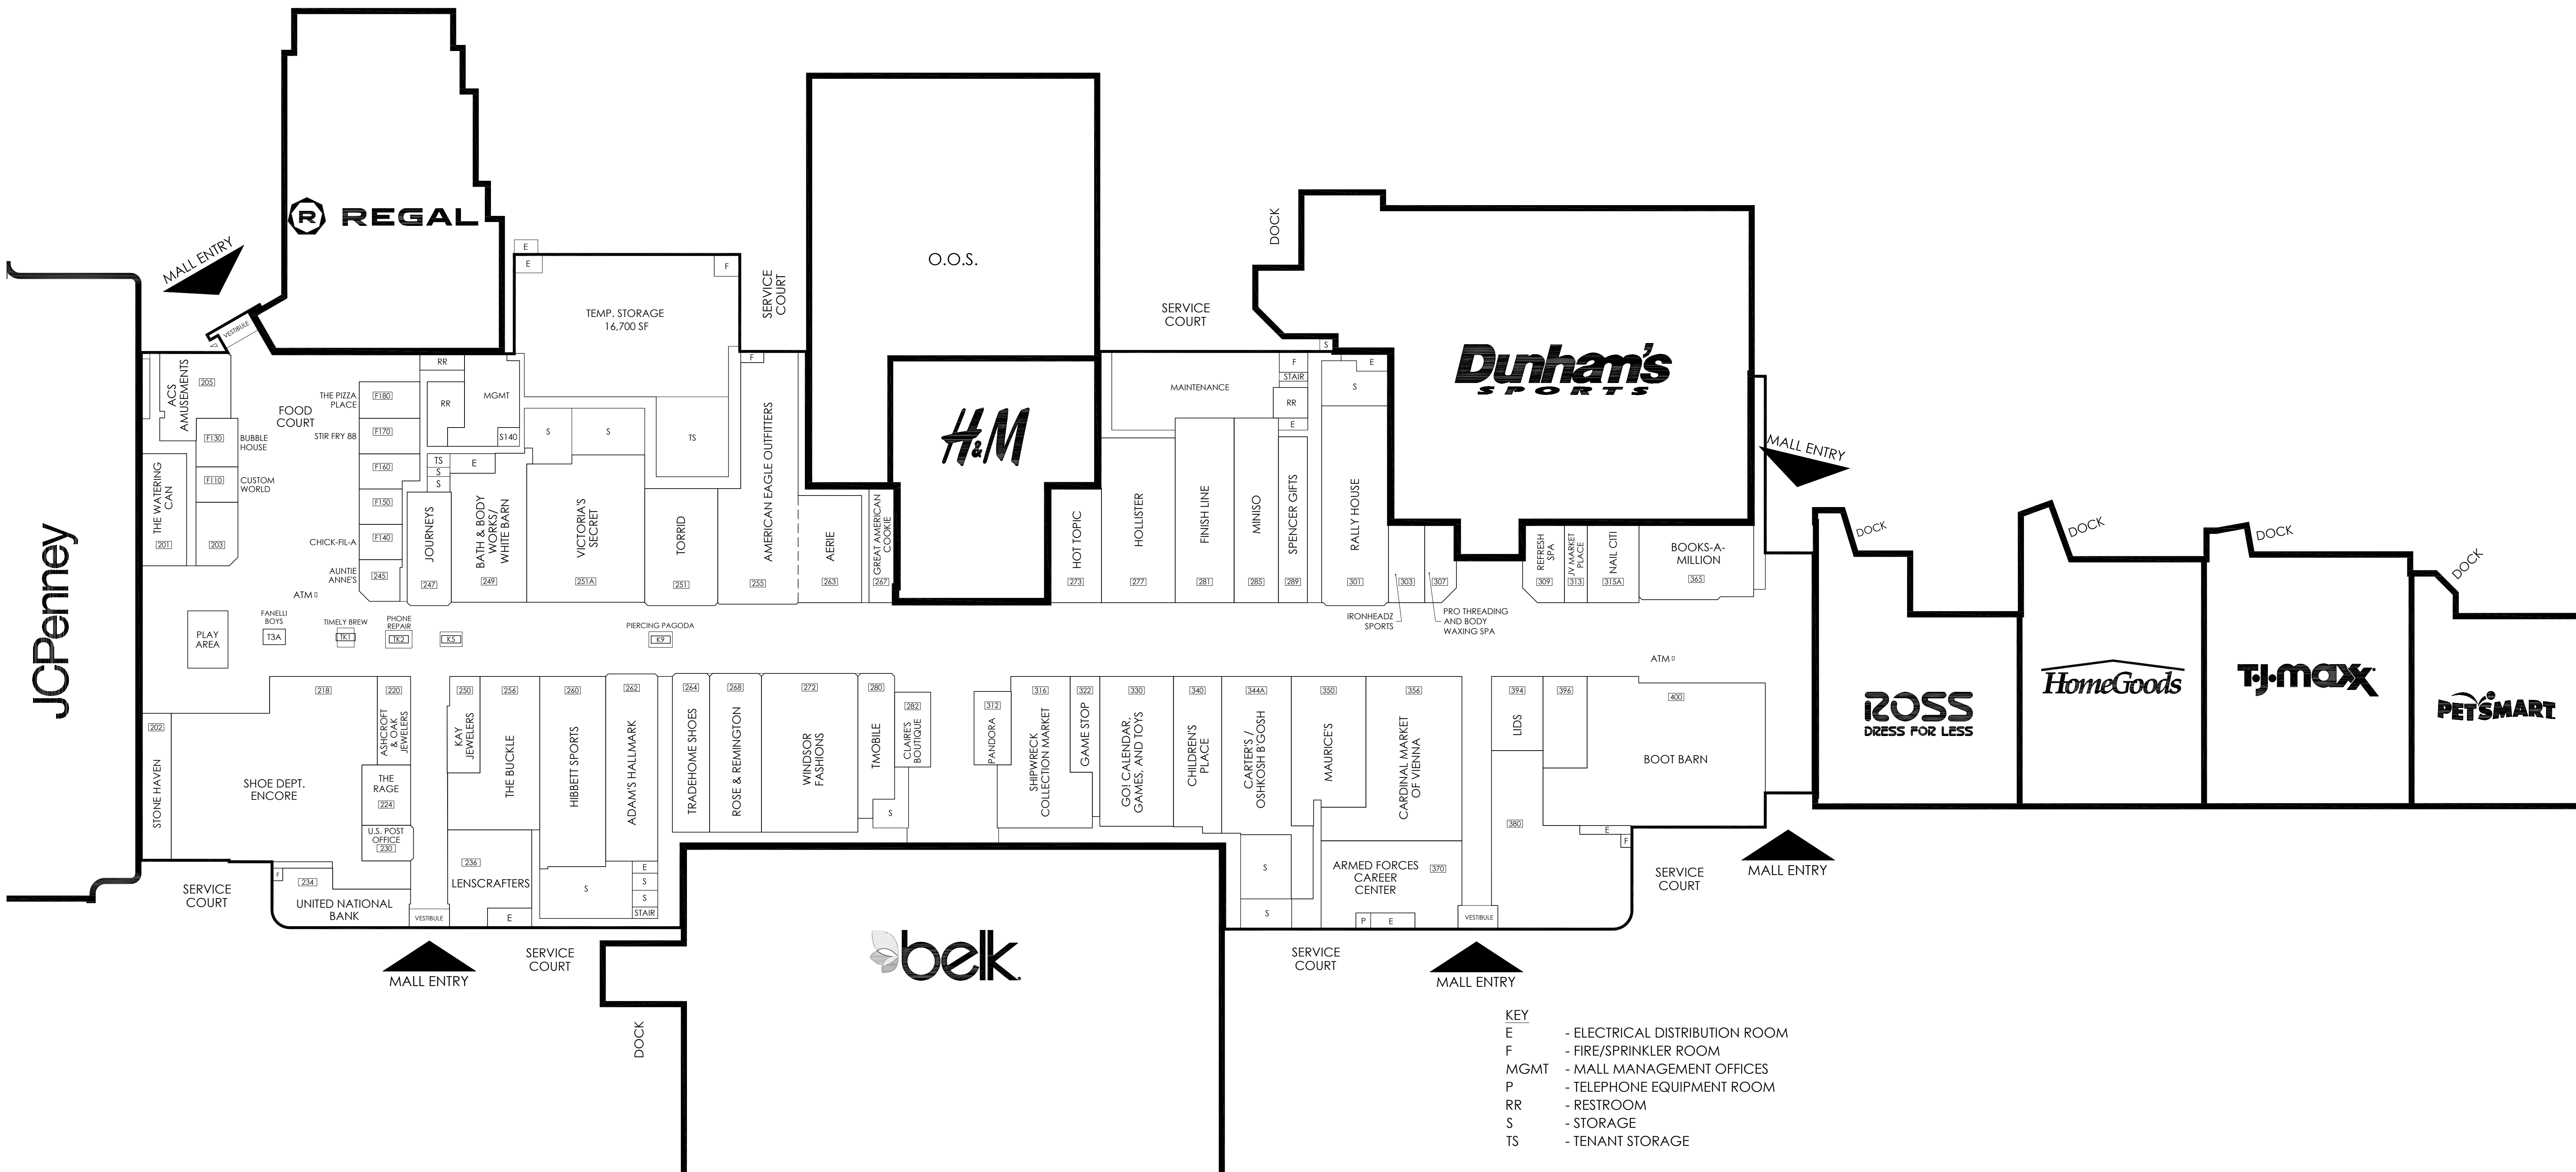 JCPenney
MALL ENTRY
VESTIBULE
R REGAL
ACS
AMUSEMENTS
205
THE WATERING
CAN
201
F130
BUBBLE
HOUSE
F110
CUSTOM
WORLD
203
FOOD
COURT
THE PIZZA
PLACE
F180
STIR FRY 88
F170
F160
F150
CHICK-FIL-A
F140
AUNTIE
ANNE'S
245
ATM
RR
RR
MGMT
S140
TS
S
S
E
JOURNEYS
247
BATH & BODY
WORKS/
WHITE BARN
249
E
E
F
TEMP. STORAGE
16,700 SF
S
S
TS
VICTORIA'S
SECRET
251A
TORRID
251
SERVICE
COURT
F
AMERICAN EAGLE OUTFITTERS
255
AERIE
263
GREAT AMERICAN
COOKIE
267
O.O.S.
H&M
HOT TOPIC
273
HOLLISTER
277
SERVICE
COURT
MAINTENANCE
FINISH LINE
281
MINISO
285
F
STAIR
RR
E
SPENCER GIFTS
289
DOCK
S
E
S
RALLY HOUSE
301
DUNHAM'S
SPORTS
303
IRONHEADZ
SPORTS
307
PRO THREADING
AND BODY
WAXING SPA
REFRESH
SPA
309
JV MARKET
PLACE
313
NAIL CITI
315A
BOOKS-A-
MILLION
365
MALL ENTRY
DOCK
ROSS
DRESS FOR LESS
DOCK
HomeGoods
DOCK
T.J.maxx
DOCK
PETSMART
PLAY
AREA
FANELLI
BOYS
T3A
TIMELY BREW
TK1
PHONE
REPAIR
TK2
K5
PIERCING PAGODA
K9
ATM
202
STONE HAVEN
218
SHOE DEPT.
ENCORE
220
ASHCROFT
& OAK
JEWELERS
THE
RAGE
224
U.S. POST
OFFICE
230
F
234
UNITED NATIONAL
BANK
SERVICE
COURT
VESTIBULE
MALL ENTRY
250
KAY
JEWELERS
256
THE BUCKLE
236
LENSCRAFTERS
E
260
HIBBETT SPORTS
S
262
ADAM'S HALLMARK
E
S
S
STAIR
SERVICE
COURT
DOCK
264
TRADEHOME SHOES
268
ROSE & REMINGTON
272
WINDSOR
FASHIONS
280
TMOBILE
S
282
CLAIRE'S
BOUTIQUE
312
PANDORA
316
SHIPWRECK
COLLECTION MARKET
322
GAME STOP
330
GO! CALENDAR,
GAMES, AND TOYS
340
CHILDREN'S
PLACE
344A
CARTER'S /
OSHKOSH B'GOSH
S
S
350
MAURICE'S
356
CARDINAL MARKET
OF VIENNA
ARMED FORCES
CAREER
CENTER
370
P
E
VESTIBULE
394
LIDS
396
380
400
BOOT BARN
E
F
SERVICE
COURT
MALL ENTRY
SERVICE
COURT
MALL ENTRY
belk
KEY
E - ELECTRICAL DISTRIBUTION ROOM
F - FIRE/SPRINKLER ROOM
MGMT - MALL MANAGEMENT OFFICES
P - TELEPHONE EQUIPMENT ROOM
RR - RESTROOM
S - STORAGE
TS - TENANT STORAGE